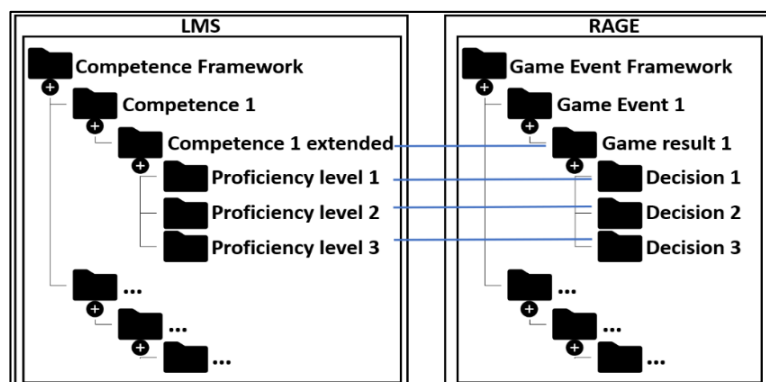 LMS
Competence Framework
Competence 1
Competence 1 extended
Proficiency level 1
Proficiency level 2
Proficiency level 3
...
...
...
RAGE
Game Event Framework
Game Event 1
Game result 1
Decision 1
Decision 2
Decision 3
...
...
...